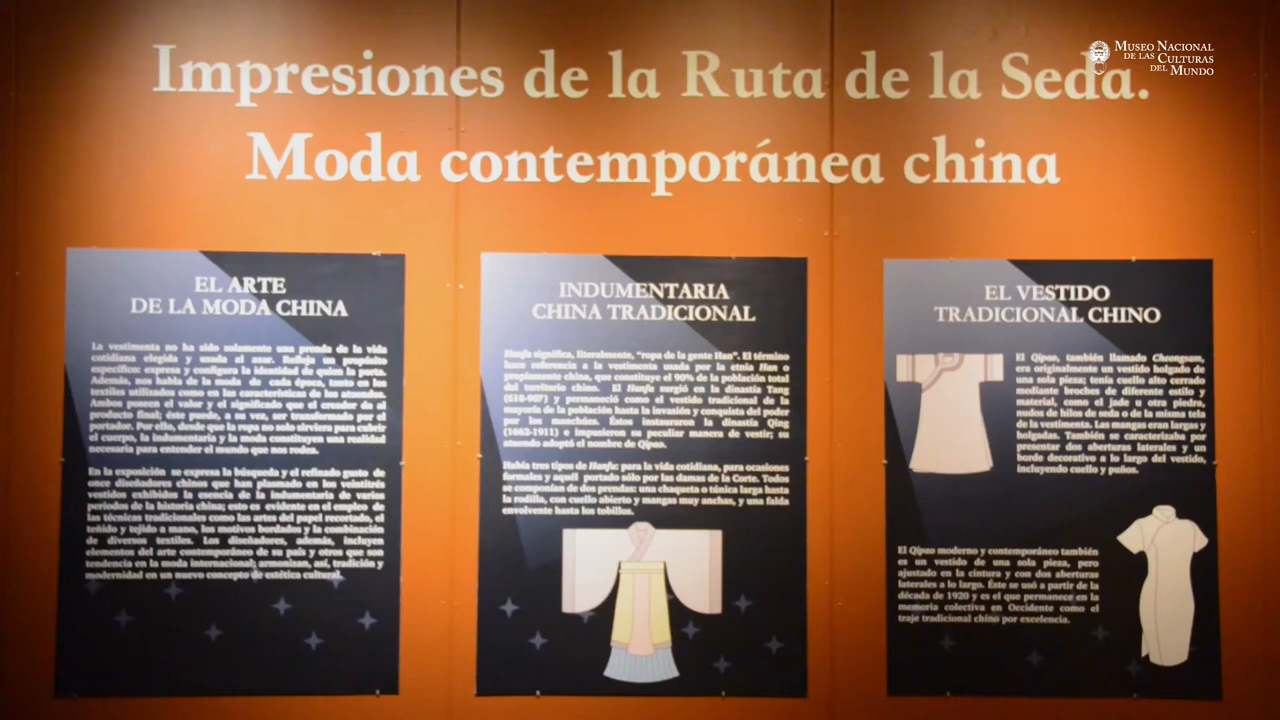 Impresiones de la Ruta de la Seda.
Moda contemporánea china
MUSEO NACIONAL
DE LAS CULTURAS
DEL MUNDO
EL ARTE
DE LA MODA CHINA
La vestimenta no ha sido solamente una prenda de la vida
cotidiana elegida y usada al azar. Refleja un propósito
específico: expresa y configura la identidad de quien la porta.
Además, nos habla de la moda de cada época, tanto en los
textiles utilizados como en las características de los atuendos.
Ambos poseen el valor y el significado que el creador da al
producto final; éste puede, a su vez, ser transformado por el
portador. Por ello, desde que la ropa no solo sirviera para cubrir
el cuerpo, la indumentaria y la moda constituyen una realidad
necesaria para entender el mundo que nos rodea.
En la exposición se expresa la búsqueda y el refinado gusto de
once diseñadores chinos que han plasmado en los veintitrés
vestidos exhibidos la esencia de la indumentaria de varios
periodos de la historia china; esto es evidente en el empleo de
las técnicas tradicionales como las artes del papel recortado, el
teñido y tejido a mano, los motivos bordados y la combinación
de diversos textiles. Los diseñadores, además, incluyen
elementos del arte contemporáneo de su país y otros que son
tendencia en la moda internacional; armonizan, así, tradición y
modernidad en un nuevo concepto de estética cultural.
INDUMENTARIA
CHINA TRADICIONAL
Hanfu significa, literalmente, "ropa de la gente Han". El término
hace referencia a la vestimenta usada por la etnia Han o
propiamente china, que constituye el 90% de la población total
del territorio chino. El Hanfu surgió en la dinastía Tang
(618-907) y permaneció como el vestido tradicional de la
mayoría de la población hasta la invasión y conquista del poder
por los manchúes. Éstos instauraron la dinastía Qing
(1662-1911) e impusieron su peculiar manera de vestir; su
atuendo adoptó el nombre de Qipao.
Había tres tipos de Hanfu: para la vida cotidiana, para ocasiones
formales y aquél portado sólo por las damas de la Corte. Todos
se componían de dos prendas: una chaqueta o túnica larga hasta
la rodilla, con cuello abierto y mangas muy anchas, y una falda
envolvente hasta los tobillos.
EL VESTIDO
TRADICIONAL CHINO
El Qipao, también llamado Cheongsam,
era originalmente un vestido holgado de
una sola pieza; tenía cuello alto cerrado
mediante broches de diferente estilo y
material, como el jade u otra piedra,
nudos de hilos de seda o de la misma tela
de la vestimenta. Las mangas eran largas y
holgadas. También se caracterizaba por
presentar dos aberturas laterales y un
borde decorativo a lo largo del vestido,
incluyendo cuello y puños.
El Qipao moderno y contemporáneo también
es un vestido de una sola pieza, pero
ajustado en la cintura y con dos aberturas
laterales a lo largo. Éste se usó a partir de la
década de 1920 y es el que permanece en la
memoria colectiva en Occidente como el
traje tradicional chino por excelencia.